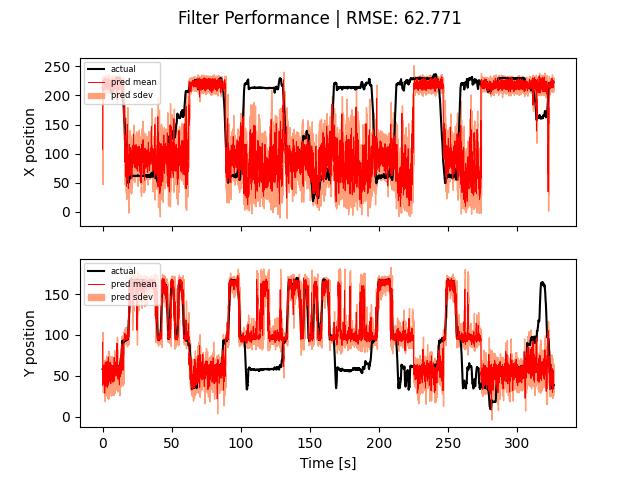 Filter Performance | RMSE: 62.771
250
200
150
100
50
0
X position
actual
pred mean
pred sdev
150
100
50
0
Y position
actual
pred mean
pred sdev
0 50 100 150 200 250 300
Time [s]